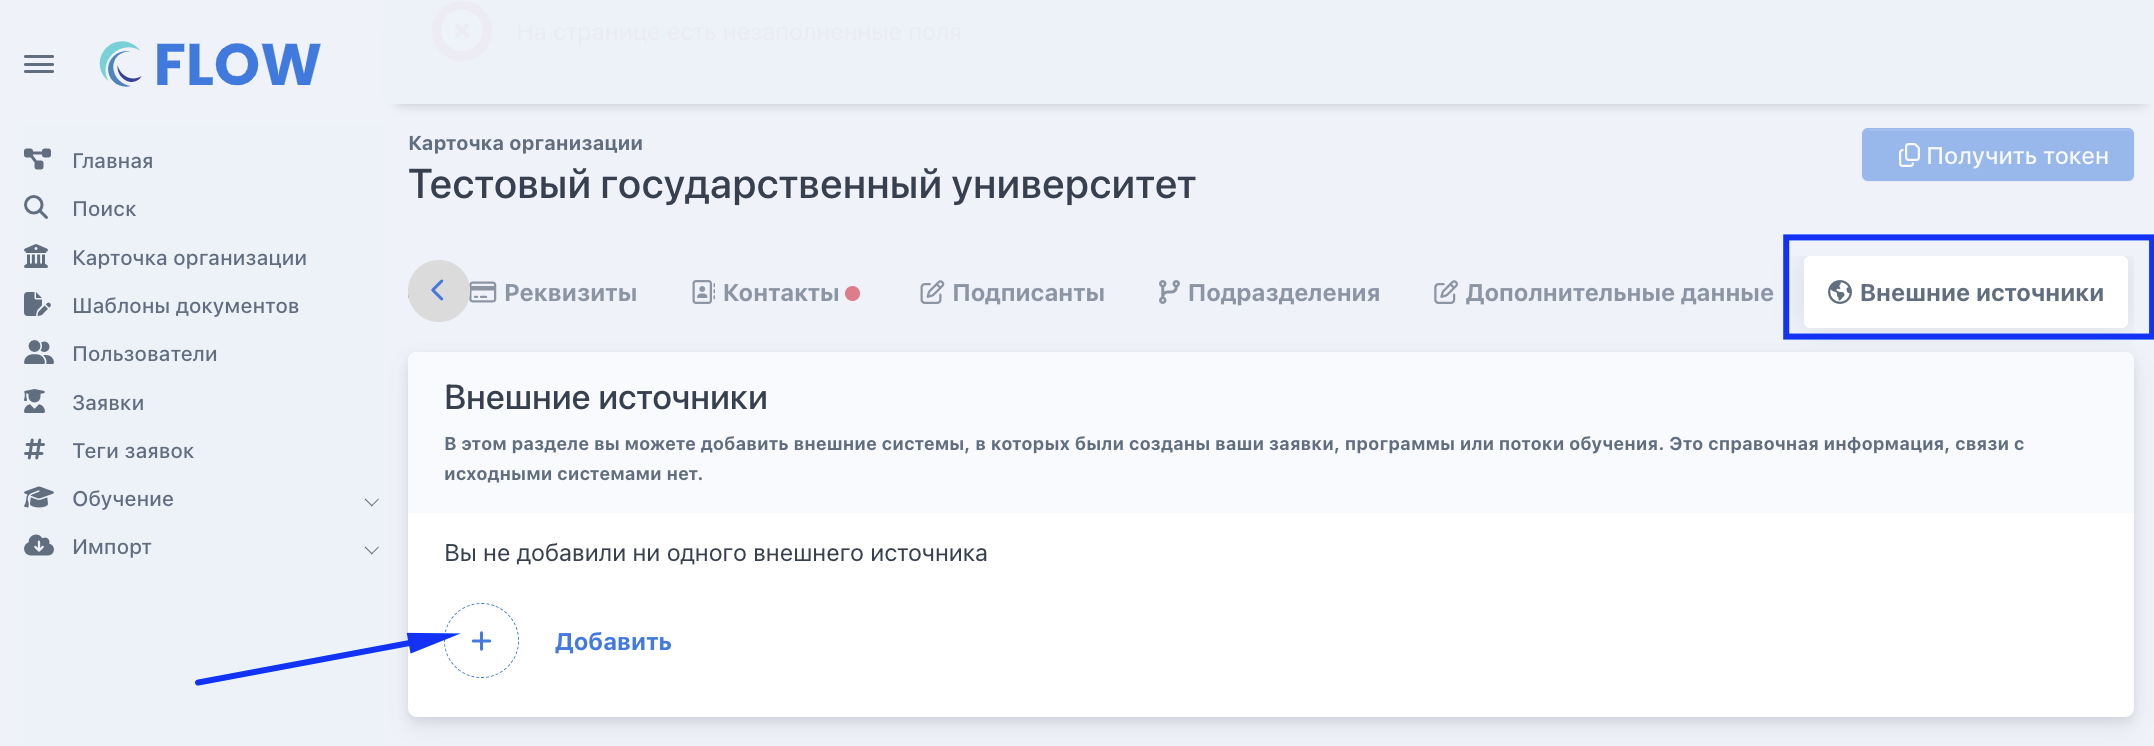 На странице есть незаполненные поля
FLOW
Главная
Поиск
Карточка организации
Шаблоны документов
Пользователи
Заявки
Теги заявок
Обучение
Импорт
Карточка организации
Тестовый государственный университет
Получить токен
Реквизиты
Контакты
Подписанты
Подразделения
Дополнительные данные
Внешние источники
Внешние источники
В этом разделе вы можете добавить внешние системы, в которых были созданы ваши заявки, программы или потоки обучения. Это справочная информация, связи с
исходными системами нет.
Вы не добавили ни одного внешнего источника
Добавить